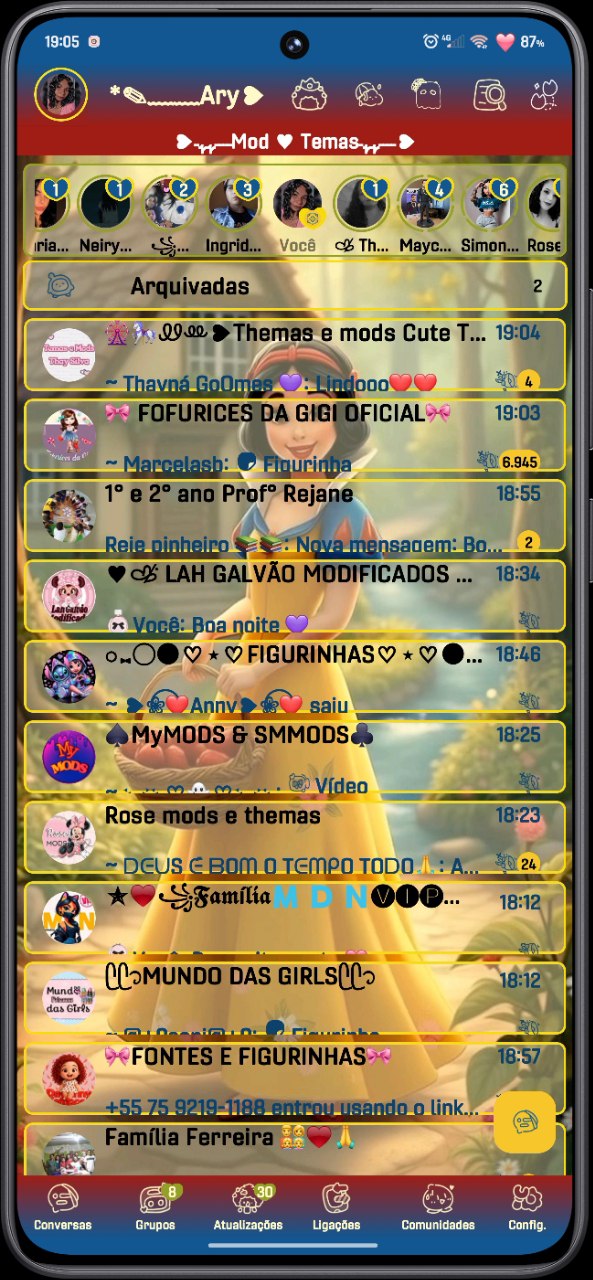 19:05 4G 87%
*✎﹏﹏Ary❥
❥Mod ♥ Temas❥
1 1 2 3 1 4 6
ria... Neiry... ꧁... Ingrid... Você Th... Mayc... Simon... Rose
Arquivadas 2
🎡🎠ᰔᩚ❥Themas e mods Cute T... 19:04
~ Thayná GoOmes 💜: Lindooo❤️❤️ 4
🎀 FOFURICES DA GIGI OFICIAL🎀 19:03
~ Marcelash: Figurinha 6.945
1° e 2° ano Prof° Rejane 18:55
Reje pinheiro 📚📚: Nova mensagem: Bo... 2
♥ LAH GALVÃO MODIFICADOS ... 18:34
Você: Boa noite 💜
○●♡⋆♡FIGURINHAS♡⋆♡●... 18:46
~ ❥❀❤️Anny❥❀❤️ saiu
♠MyMODS & SMMODS♣ 18:25
Vídeo
Rose mods e themas 18:23
~ DEUS É BOM O TEMPO TODO🙏: A... 24
★❤️꧁𝕱𝖆𝖒í𝖑𝖎𝖆 M D N🅥🅘🅟... 18:12
MUNDO DAS GIRLS 18:12
Figurinha
🎀FONTES E FIGURINHAS🎀 18:57
+55 75 9219-1188 entrou usando o link...
Família Ferreira 👨‍👩‍👧‍👦❤️🙏
8 30
Conversas Grupos Atualizações Ligações Comunidades Config.